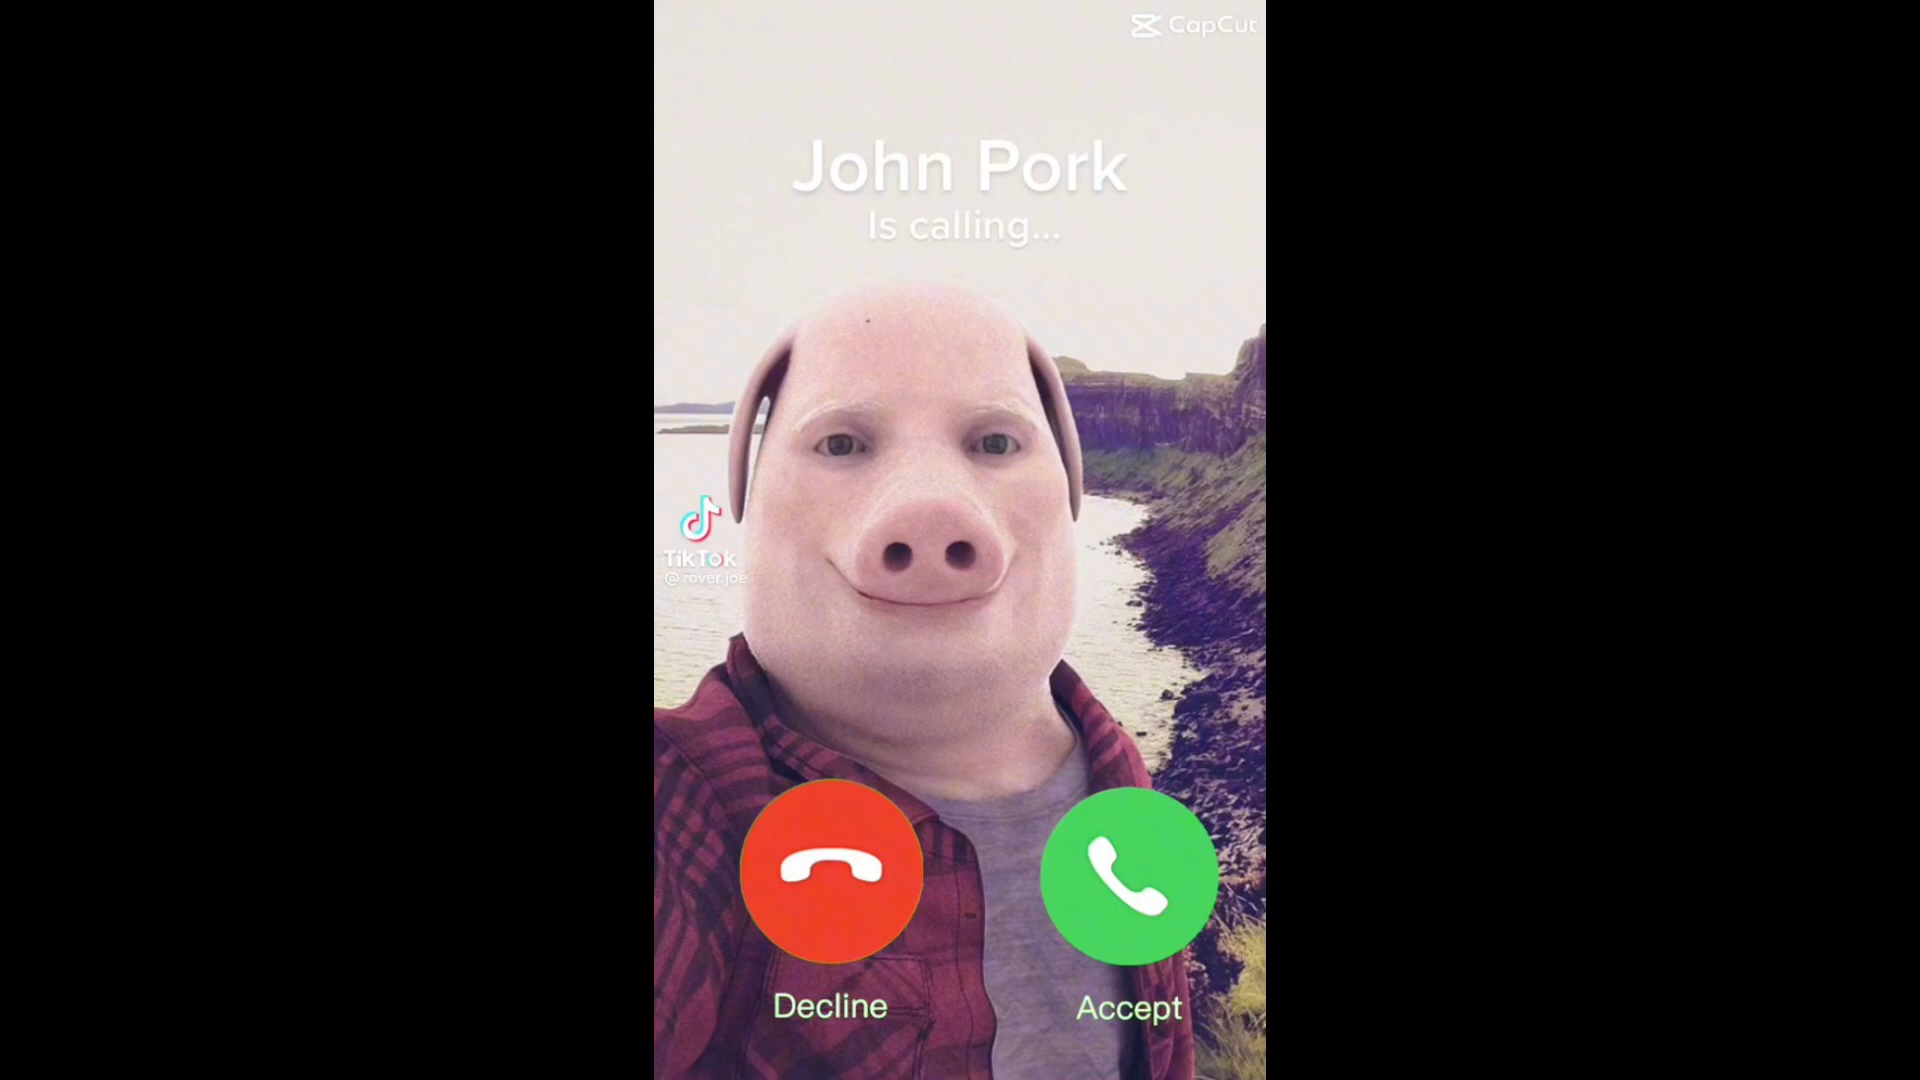 CapCut
John Pork
Is calling...
TikTok
@rover.joe
Decline
Accept